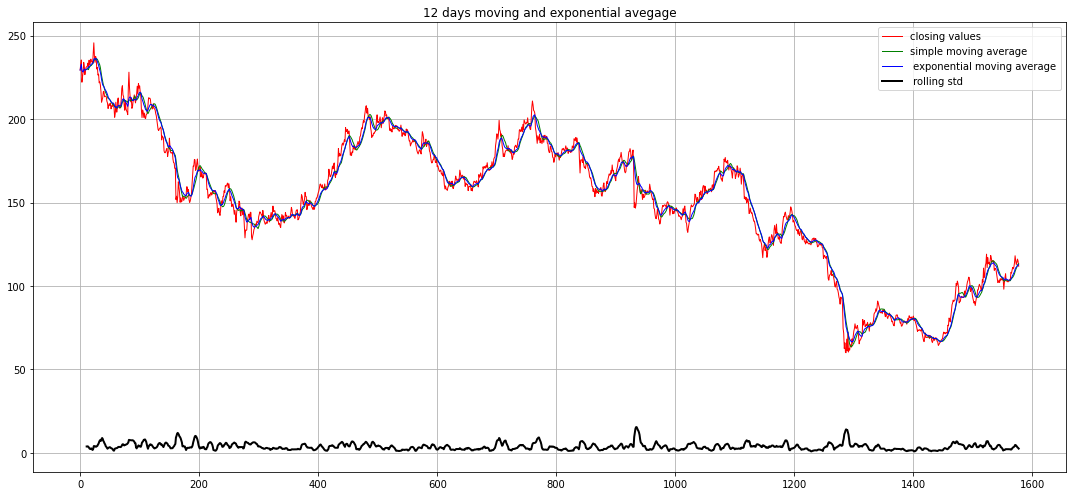 12 days moving and exponential avegage
closing values
simple moving average
exponential moving average
rolling std
250
200
150
100
50
0
0 200 400 600 800 1000 1200 1400 1600